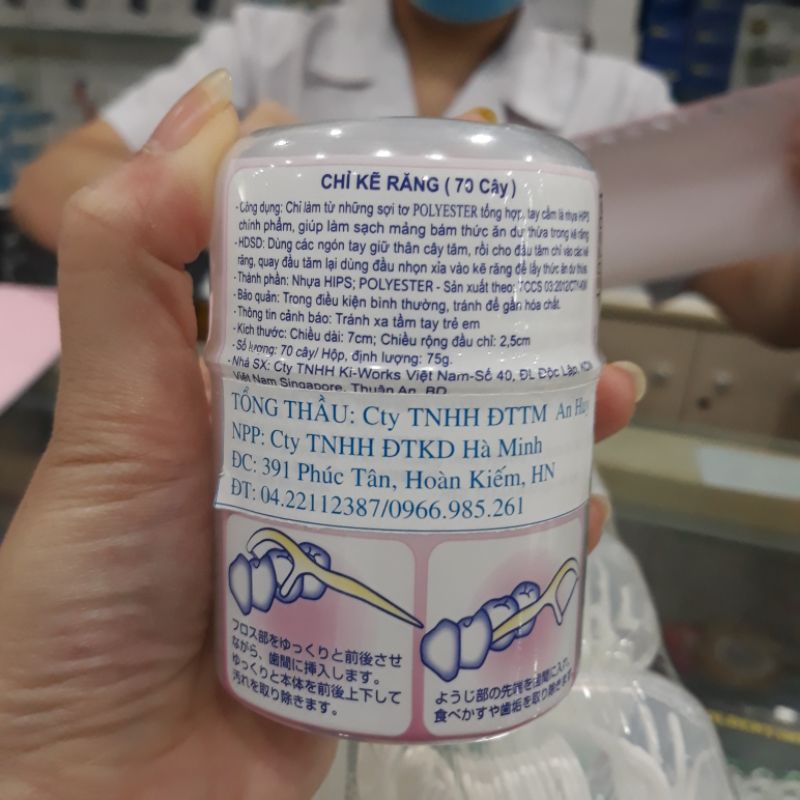 CHỈ KẼ RĂNG ( 70 Cây )
- Công dụng: Chỉ làm từ những sợi tơ POLYESTER tổng hợp, tay cầm là nhựa HIPS
chính phẩm, giúp làm sạch mảng bám thức ăn dư thừa trong kẽ răng
- HDSD: Dùng các ngón tay giữ thân cây tăm, rồi cho đầu tăm chỉ vào các kẽ
răng, quay đầu tăm lại dùng đầu nhọn xỉa vào kẽ răng để lấy thức ăn dư thừa
- Thành phần: Nhựa HIPS; POLYESTER - Sản xuất theo: TCCS 03:2012/
- Bảo quản: Trong điều kiện bình thường, tránh để gần hóa chất.
- Thông tin cảnh báo: Tránh xa tầm tay trẻ em
- Kích thước: Chiều dài: 7cm; Chiều rộng đầu chỉ: 2,5cm
- Số lượng: 70 cây/ Hộp, định lượng: 75g.
- Nhà SX: Cty TNHH Ki-Works Việt Nam-Số 40, ĐL Độc Lập, KCN
Việt Nam Singapore, Thuận An, BD
TỔNG THẦU: Cty TNHH ĐTTM An Huy
NPP: Cty TNHH ĐTKD Hà Minh
ĐC: 391 Phúc Tân, Hoàn Kiếm, HN
ĐT: 04.22112387/0966.985.261
フロス部をゆっくりと前後させ
ながら、歯間に挿入します。
ゆっくりと本体を前後上下して
汚れを取り除きます。
ようじ部の先端を歯間に入れ、
食べかすや歯垢を取り除きます。